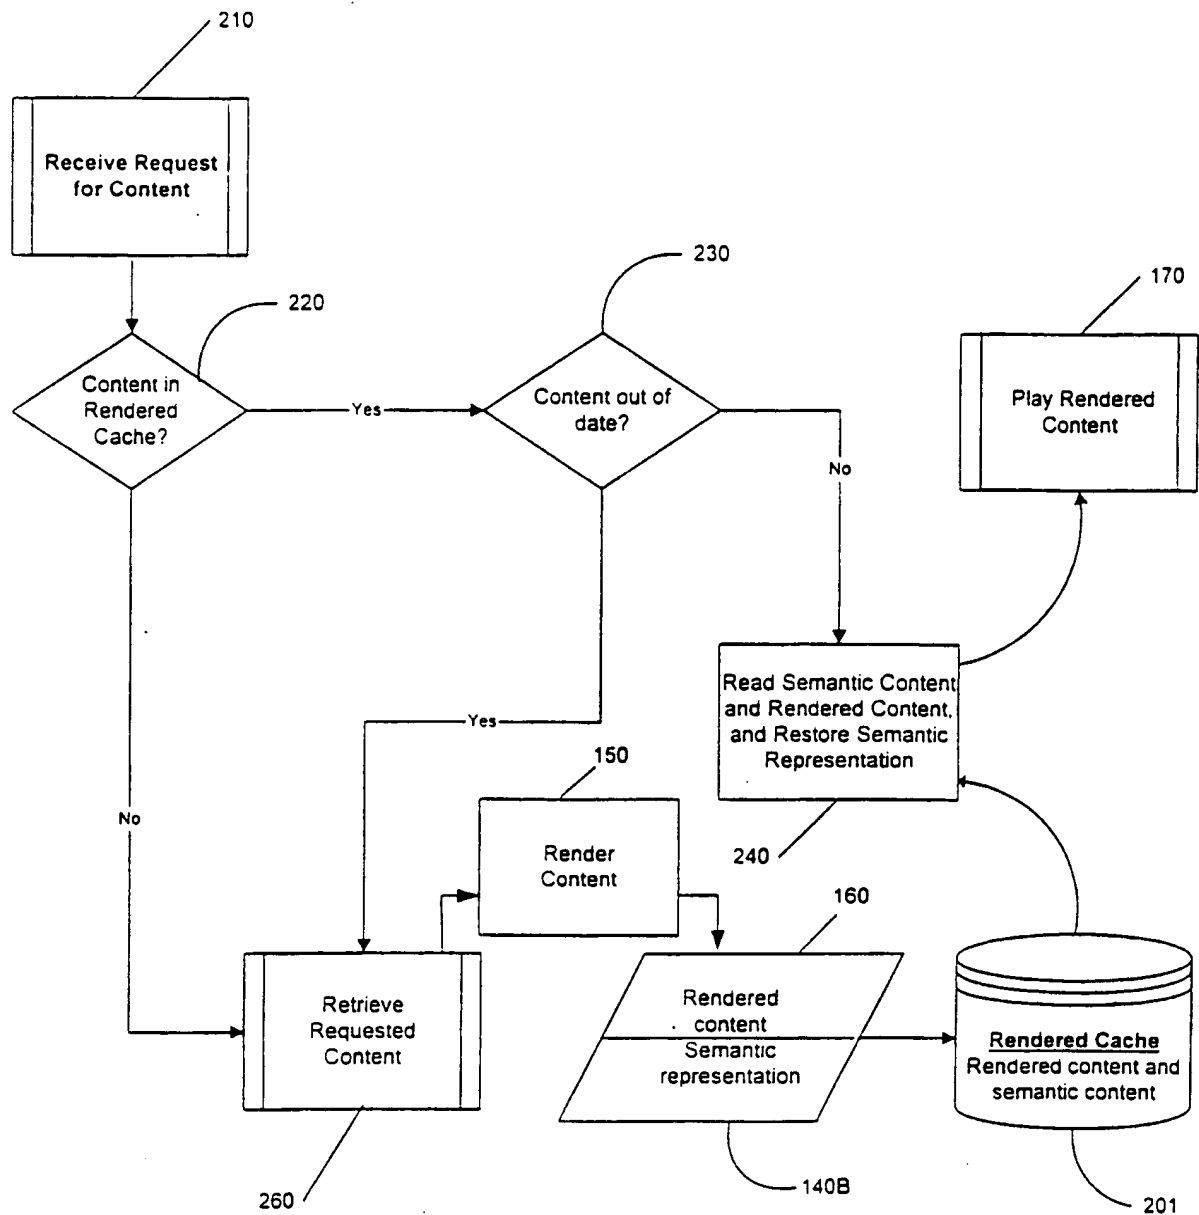 210
Receive Request
for Content
230
170
220
Content in
Rendered
Cache?
Yes
Content out of
date?
No
Play Rendered
Content
Read Semantic Content
and Rendered Content,
and Restore Semantic
Representation
Yes
150
No
240
Render
Content
160
Retrieve
Requested
Content
Rendered
content
Semantic
representation
Rendered Cache
Rendered content and
semantic content
260
140B
201